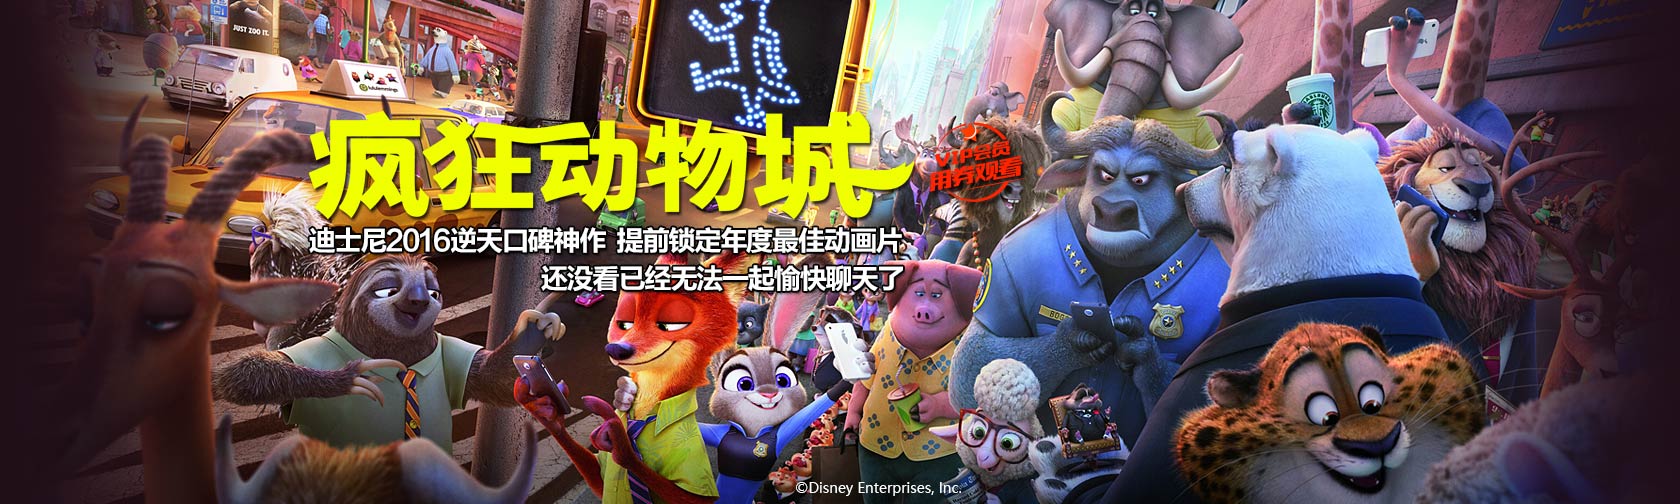 JUST ZOO IT.
lululemmings
疯狂动物城
VIP会员
用券观看
迪士尼2016逆天口碑神作 提前锁定年度最佳动画片
还没看已经无法一起愉快聊天了
BOGO
©Disney Enterprises, Inc.